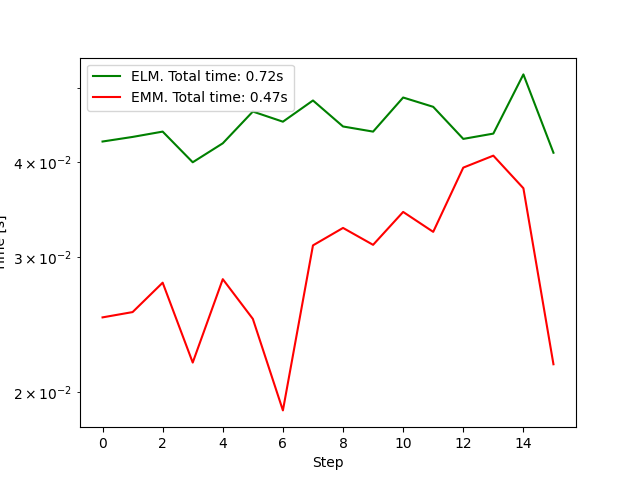 ELM. Total time: 0.72s
EMM. Total time: 0.47s
4 × 10⁻²
3 × 10⁻²
2 × 10⁻²
Time [s]
0 2 4 6 8 10 12 14
Step